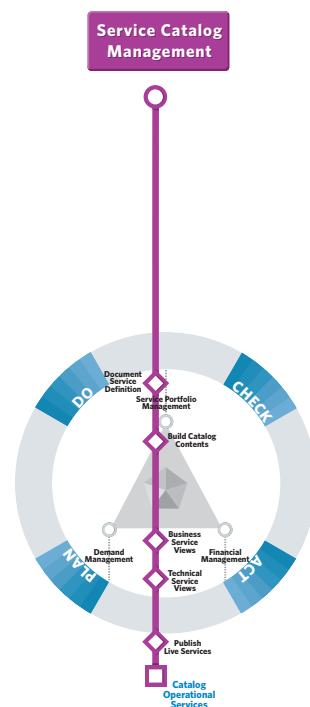 Service Catalog
Management
Document
Service
Definition
DO
CHECK
Service Portfolio
Management
Build Catalog
Contents
Business
Service
Views
Demand
Management
Financial
Management
PLAN
ACT
Technical
Service
Views
Publish
Live Services
Catalog
Operational
Services